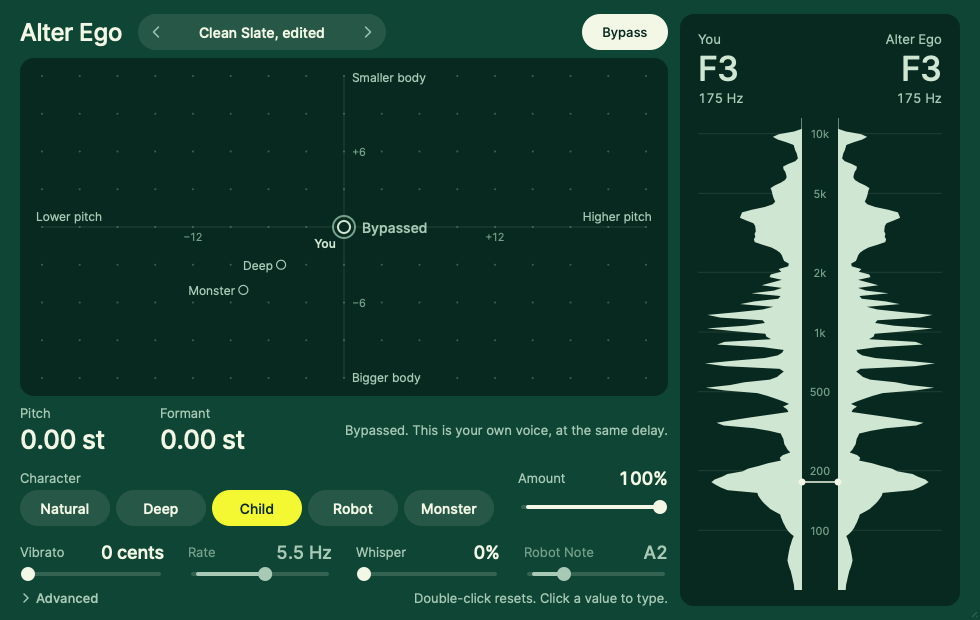 Alter Ego
Clean Slate, edited
Bypass
Smaller body
+6
Lower pitch
Higher pitch
Bypassed
−12
+12
You
Deep
Monster
−6
Bigger body
Pitch
0.00 st
Formant
0.00 st
Bypassed. This is your own voice, at the same delay.
Character
Natural
Deep
Child
Robot
Monster
Amount
100%
Vibrato
0 cents
Rate
5.5 Hz
Whisper
0%
Robot Note
A2
Advanced
Double-click resets. Click a value to type.
You
F3
175 Hz
Alter Ego
F3
175 Hz
10k
5k
2k
1k
500
200
100